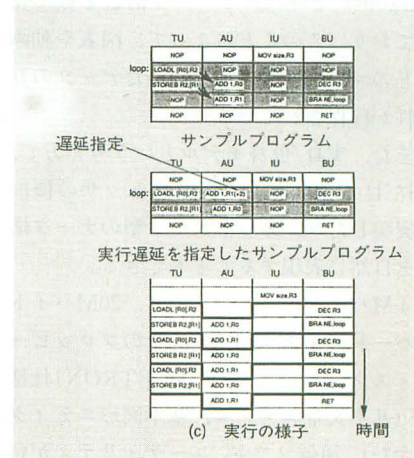 TU AU IU BU
NOP NOP MOV size,R3 NOP
loop: LOADL [R0],R2 NOP NOP NOP
STOREB R2,[R1] ADD 1,R0 NOP DEC R3
NOP ADD 1,R1 NOP BRA NE,loop
NOP NOP NOP RET
サンプルプログラム
遅延指定
TU AU IU BU
NOP NOP MOV size,R3 NOP
loop: LOADL [R0],R2 ADD 1,R1(+2) NOP DEC R3
STOREB R2,[R1] ADD 1,R0 NOP BRA NE,loop
NOP NOP NOP RET
実行遅延を指定したサンプルプログラム
TU AU IU BU
MOV size,R3
LOADL [R0],R2 DEC R3
STOREB R2,[R1] ADD 1,R0 BRA NE,loop
LOADL [R0],R2 ADD 1,R1 DEC R3
STOREB R2,[R1] ADD 1,R0 BRA NE,loop
LOADL [R0],R2 ADD 1,R1 DEC R3
STOREB R2,[R1] ADD 1,R0 BRA NE,loop
ADD 1,R1 RET
(c) 実行の様子 時間